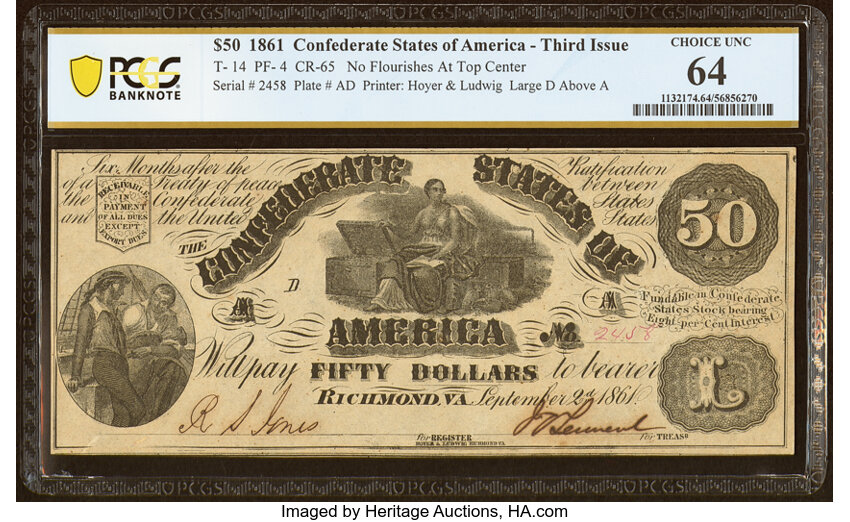 $50 1861 Confederate States of America - Third Issue
T- 14 PF- 4 CR-65 No Flourishes At Top Center
Serial # 2458 Plate # AD Printer: Hoyer & Ludwig Large D Above A
PCGS
BANKNOTE
CHOICE UNC
64
1132174.64/56856270
Six Months after the Ratification
of a Treaty of peace between
the Confederate States
and the United States
RECEIVABLE
IN
PAYMENT
OF ALL DUES
EXCEPT
EXPORT DUES
THE CONFEDERATE STATES OF
AMERICA
50
D
A
A
No. 2458
Fundable in Confederate
States Stock bearing
Eight-per-Cent Interest
Will pay FIFTY DOLLARS to bearer
RICHMOND, VA. September 2d 1861
L
R S Jones
for REGISTER
HOYER & LUDWIG, RICHMOND VA.
for TREASR
Imaged by Heritage Auctions, HA.com